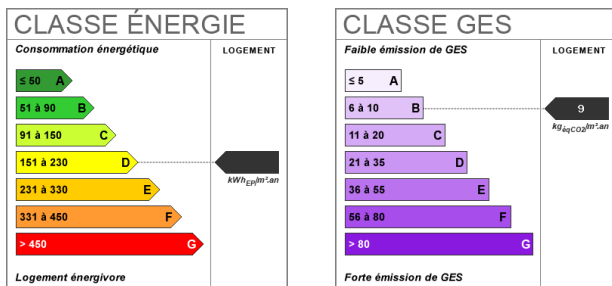 CLASSE ÉNERGIE
Consommation énergétique
LOGEMENT
≤ 50 A
51 à 90 B
91 à 150 C
151 à 230 D
kWhEP/m².an
231 à 330 E
331 à 450 F
> 450 G
Logement énergivore
CLASSE GES
Faible émission de GES
LOGEMENT
≤ 5 A
6 à 10 B
9
kgéqCO2/m².an
11 à 20 C
21 à 35 D
36 à 55 E
56 à 80 F
> 80 G
Forte émission de GES